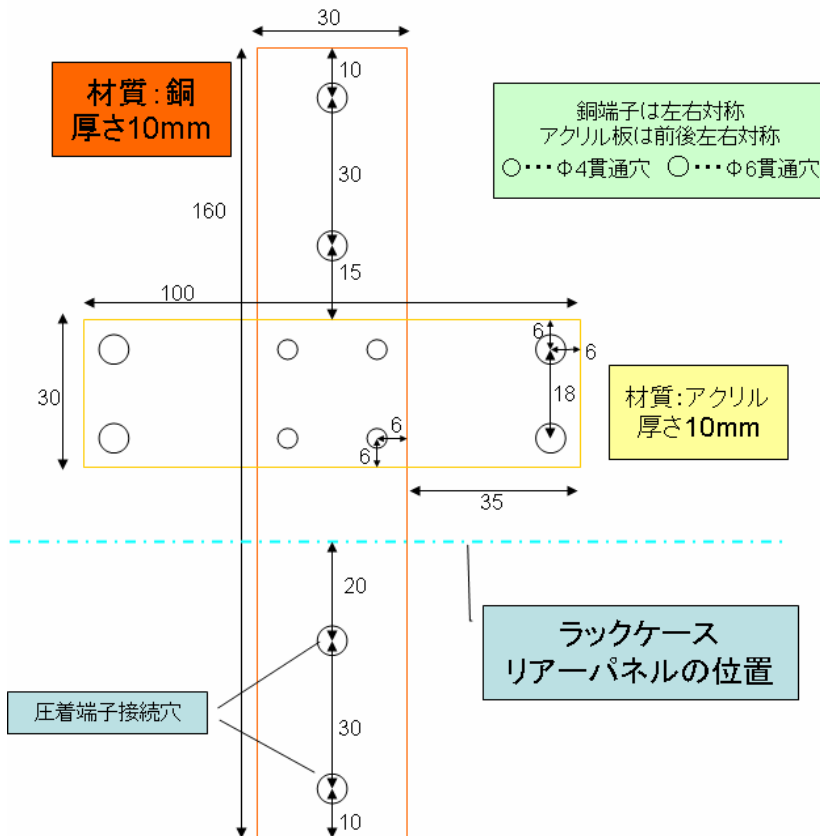 30
10
材質:銅
厚さ10mm
銅端子は左右対称
アクリル板は前後左右対称
○・・・Φ4貫通穴 ○・・・Φ6貫通穴
30
160
15
100
6
6
30
18
材質:アクリル
厚さ10mm
6
6
35
20
ラックケース
リアーパネルの位置
圧着端子接続穴
30
10